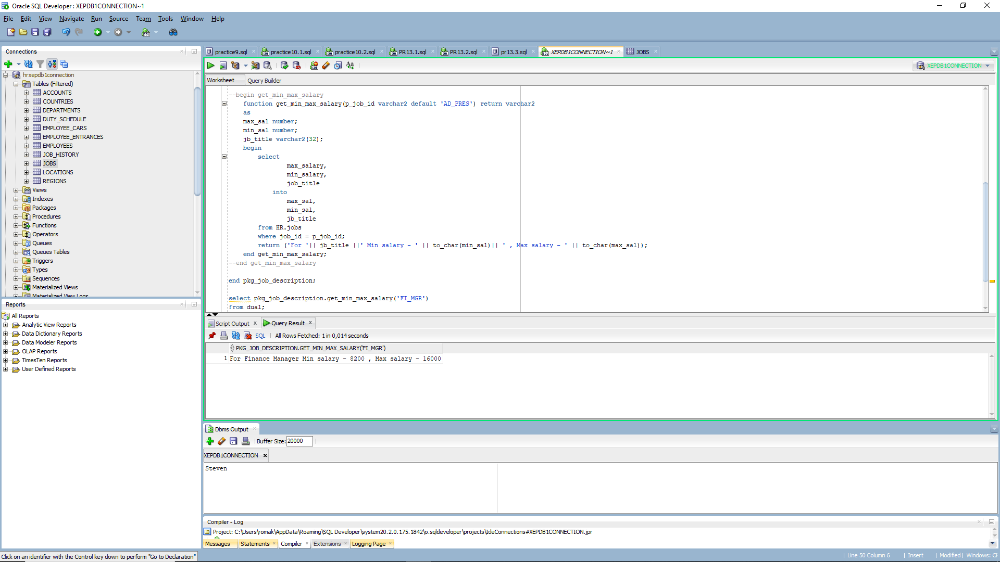 Oracle SQL Developer : XEPDB1CONNECTION~1
File Edit View Navigate Run Source Team Tools Window Help
Connections
hrxepdb1connection
Tables (Filtered)
ACCOUNTS
COUNTRIES
DEPARTMENTS
DUTY_SCHEDULE
EMPLOYEE_CARS
EMPLOYEE_ENTRANCES
EMPLOYEES
JOB_HISTORY
JOBS
LOCATIONS
REGIONS
Views
Indexes
Packages
Procedures
Functions
Operators
Queues
Queues Tables
Triggers
Types
Sequences
Materialized Views
Materialized View Logs
Reports
All Reports
Analytic View Reports
Data Dictionary Reports
Data Modeler Reports
OLAP Reports
TimesTen Reports
User Defined Reports
practice9.sql practice10.1.sql practice10.2.sql PR13.1.sql PR13.2.sql pr13.3.sql XEPDB1CONNECTION~1 JOBS
XEPDB1CONNECTION
Worksheet Query Builder
--begin get_min_max_salary
function get_min_max_salary(p_job_id varchar2 default 'AD_PRES') return varchar2
as
max_sal number;
min_sal number;
jb_title varchar2(32);
begin
select
max_salary,
min_salary,
job_title
into
max_sal,
min_sal,
jb_title
from HR.jobs
where job_id = p_job_id;
return ('For '|| jb_title ||' Min salary - ' || to_char(min_sal)|| ' , Max salary - ' || to_char(max_sal));
end get_min_max_salary;
--end get_min_max_salary
end pkg_job_description;
select pkg_job_description.get_min_max_salary('FI_MGR')
from dual;
Script Output x Query Result x
SQL | All Rows Fetched: 1 in 0,014 seconds
PKG_JOB_DESCRIPTION.GET_MIN_MAX_SALARY('FI_MGR')
1 For Finance Manager Min salary - 8200 , Max salary - 16000
Dbms Output
Buffer Size: 20000
XEPDB1CONNECTION
Steven
Compiler - Log
Project: C:\Users\romak\AppData\Roaming\SQL Developer\system20.2.0.175.1842\o.sqldeveloper\projects\IdeConnections#XEPDB1CONNECTION.jpr
Messages Statements Compiler Extensions Logging Page
Click on an identifier with the Control key down to perform "Go to Declaration"
Line 50 Column 6 | Insert | Modified | Windows: CF